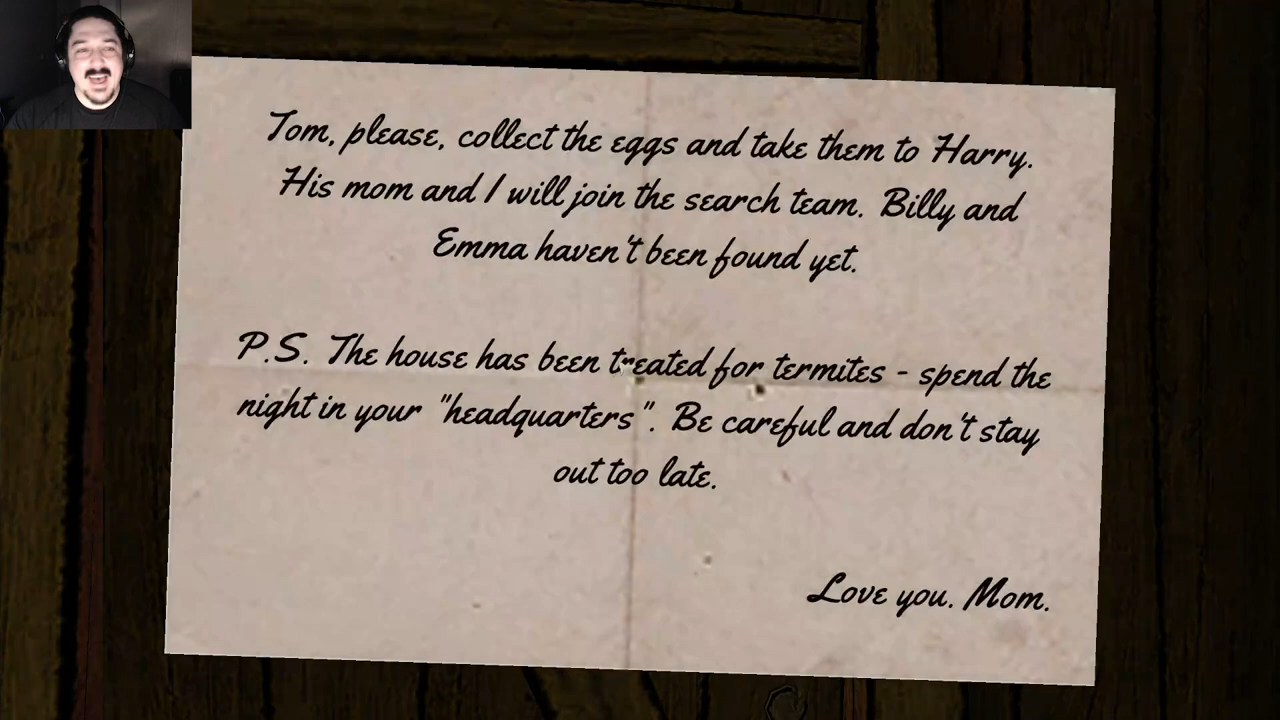 Tom, please, collect the eggs and take them to Harry.
His mom and I will join the search team. Billy and
Emma haven't been found yet.
P.S. The house has been treated for termites - spend the
night in your "headquarters". Be careful and don't stay
out too late.
Love you. Mom.